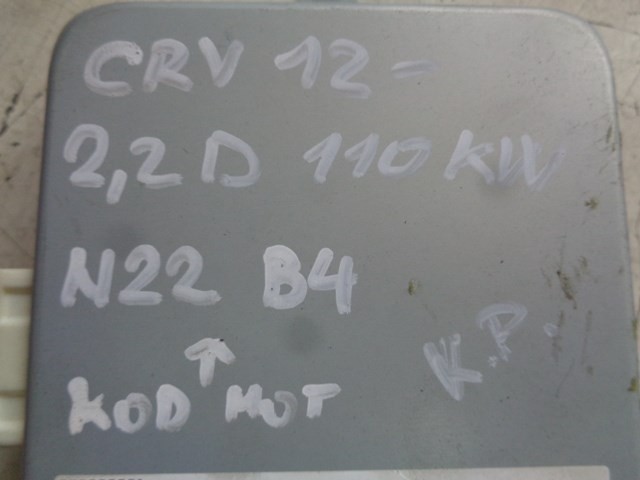 CRV 12-
2,2 D 110 KW
N22 B4
↑
K.P.
KOD MOT